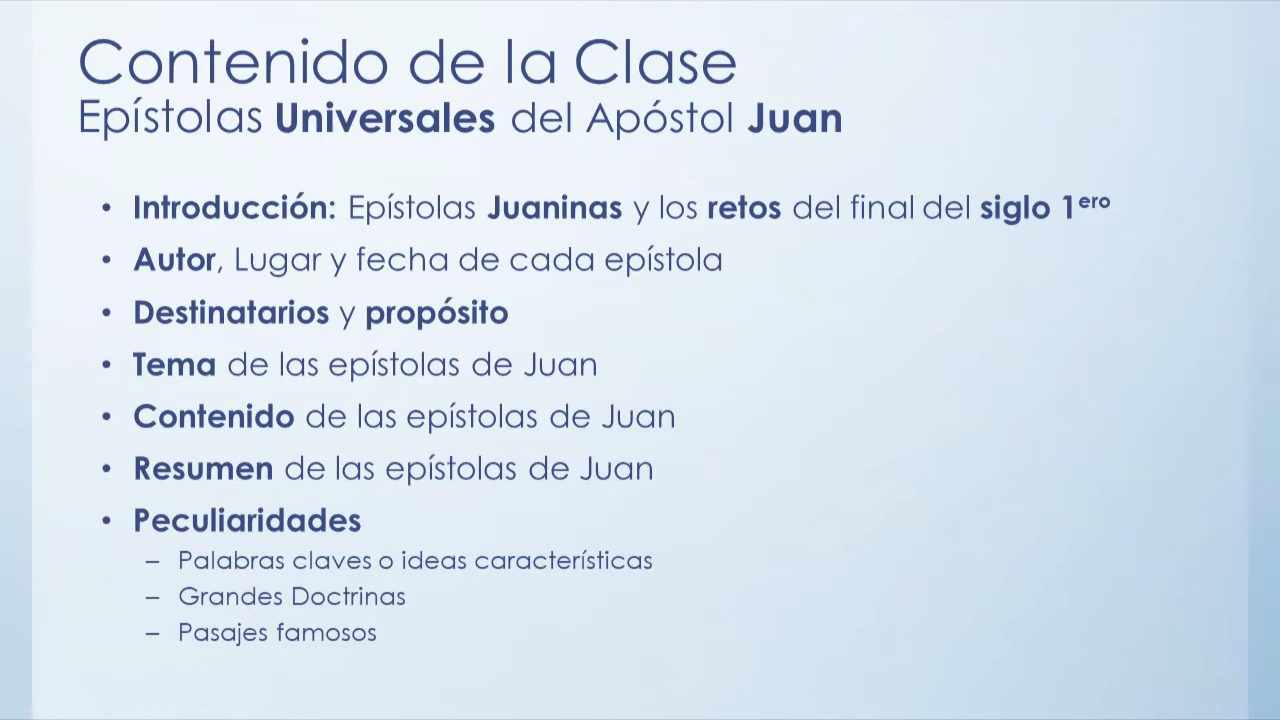 Contenido de la Clase
Epístolas Universales del Apóstol Juan
• Introducción: Epístolas Juaninas y los retos del final del siglo 1ero
• Autor, Lugar y fecha de cada epístola
• Destinatarios y propósito
• Tema de las epístolas de Juan
• Contenido de las epístolas de Juan
• Resumen de las epístolas de Juan
• Peculiaridades
– Palabras claves o ideas características
– Grandes Doctrinas
– Pasajes famosos